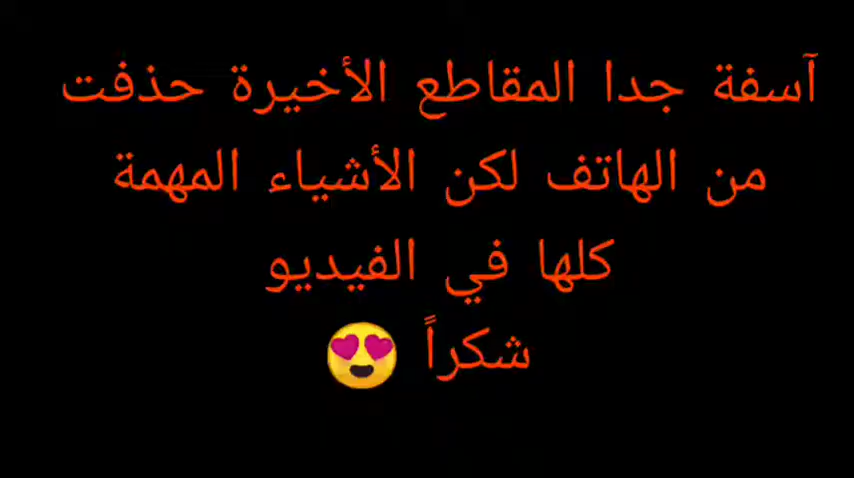 آسفة جدا المقاطع الأخيرة حذفت
من الهاتف لكن الأشياء المهمة
كلها في الفيديو
شكراً 😍